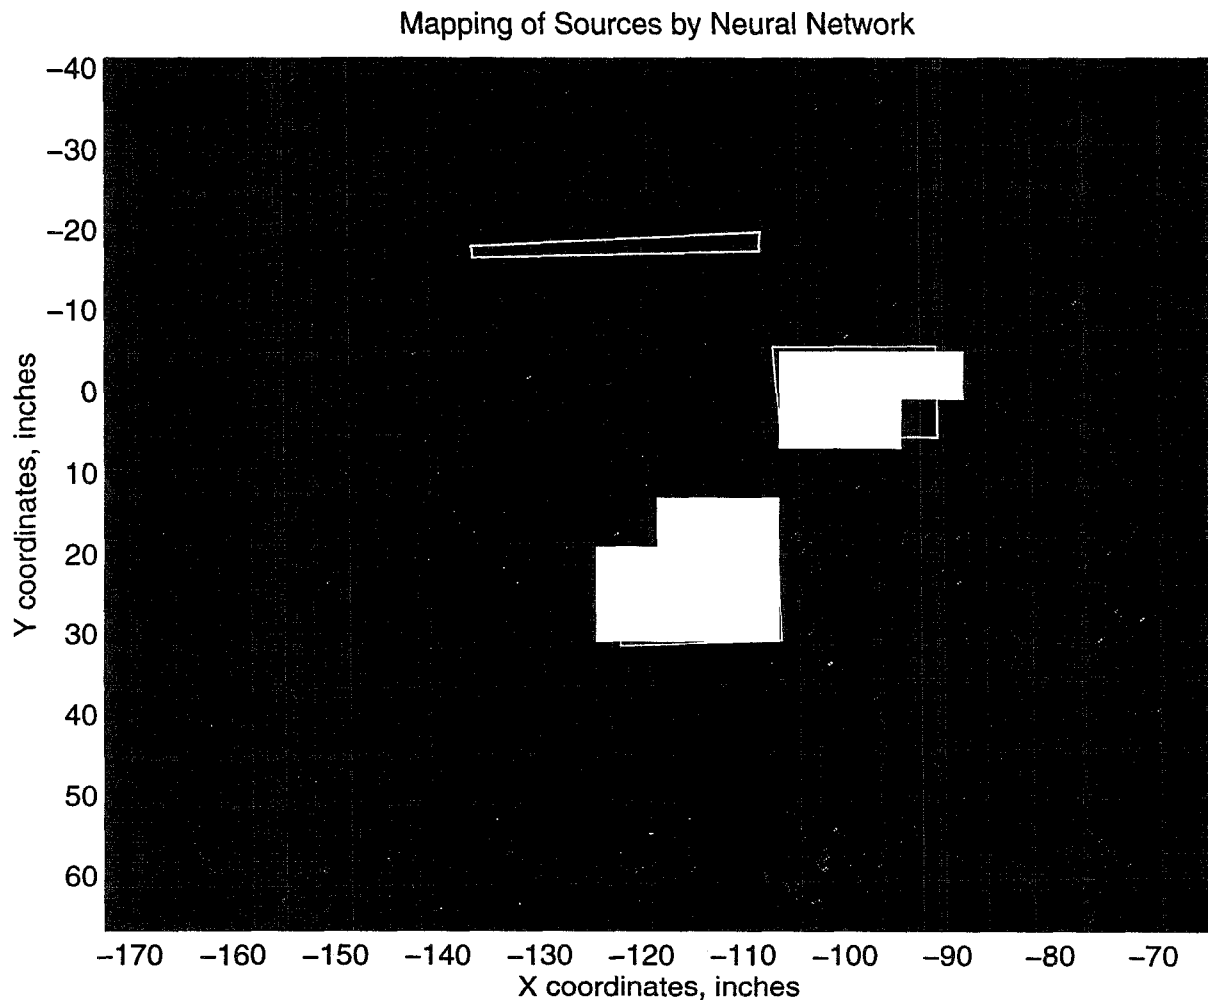 Mapping of Sources by Neural Network
−40
−30
−20
−10
0
10
20
30
40
50
60
Y coordinates, inches
−170 −160 −150 −140 −130 −120 −110 −100 −90 −80 −70
X coordinates, inches